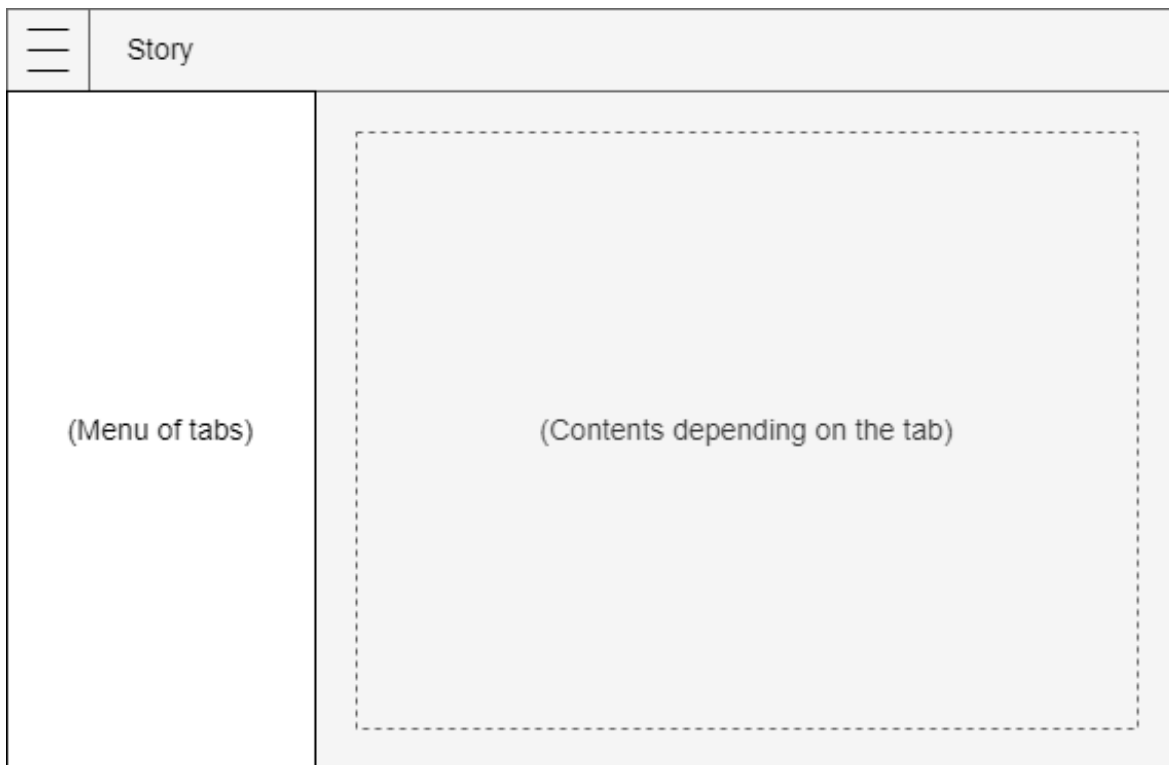 Story
(Menu of tabs)
(Contents depending on the tab)